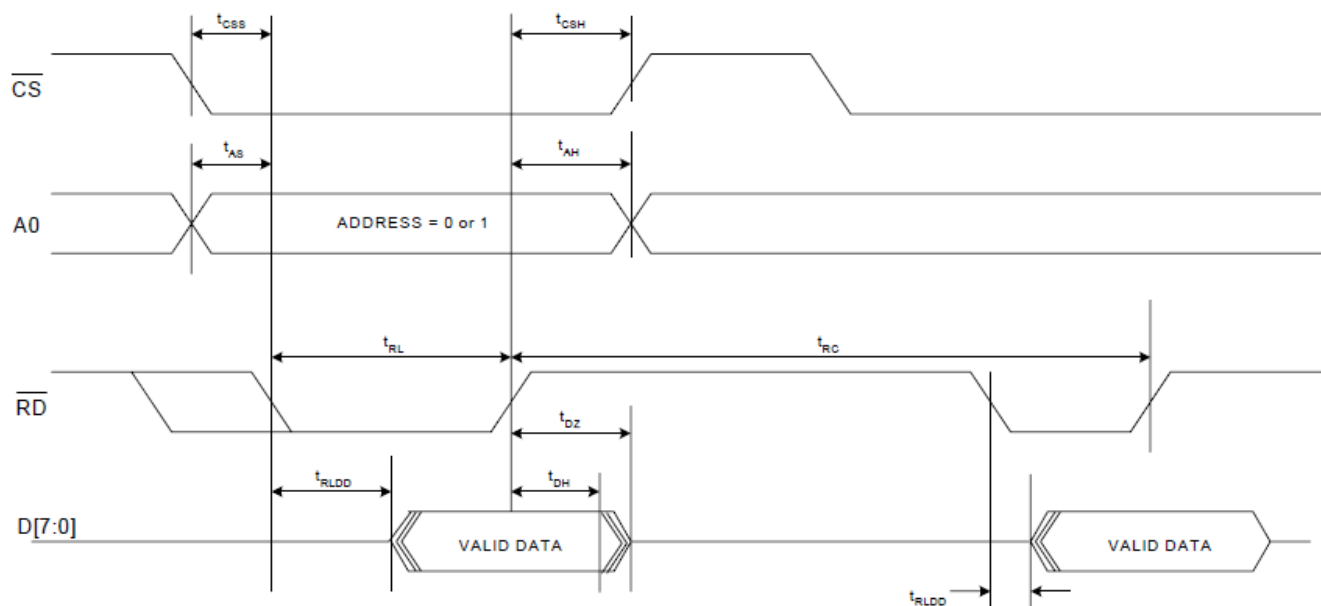 tCSS tCSH
CS
tAS tAH
A0 ADDRESS = 0 or 1
tRL tRC
RD
tDZ
tRLDD tDH
D[7:0] VALID DATA VALID DATA
tRLDD